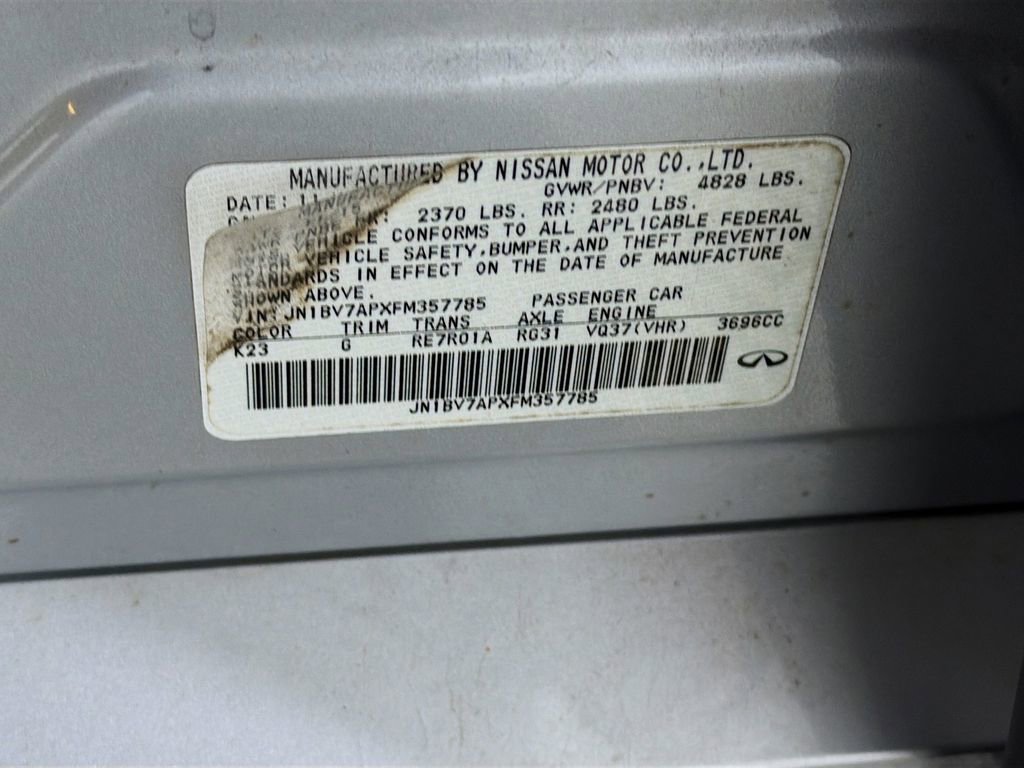 MANUFACTURED BY NISSAN MOTOR CO.,LTD.
DATE: 11 GVWR/PNBV: 4828 LBS.
2370 LBS. RR: 2480 LBS.
VEHICLE CONFORMS TO ALL APPLICABLE FEDERAL
VEHICLE SAFETY,BUMPER,AND THEFT PREVENTION
STANDARDS IN EFFECT ON THE DATE OF MANUFACTURE
SHOWN ABOVE.
VIN: JN1BV7APXFM357785 PASSENGER CAR
COLOR TRIM TRANS AXLE ENGINE
K23 G RE7R01A RG31 VQ37(VHR) 3696CC
JN1BV7APXFM357785